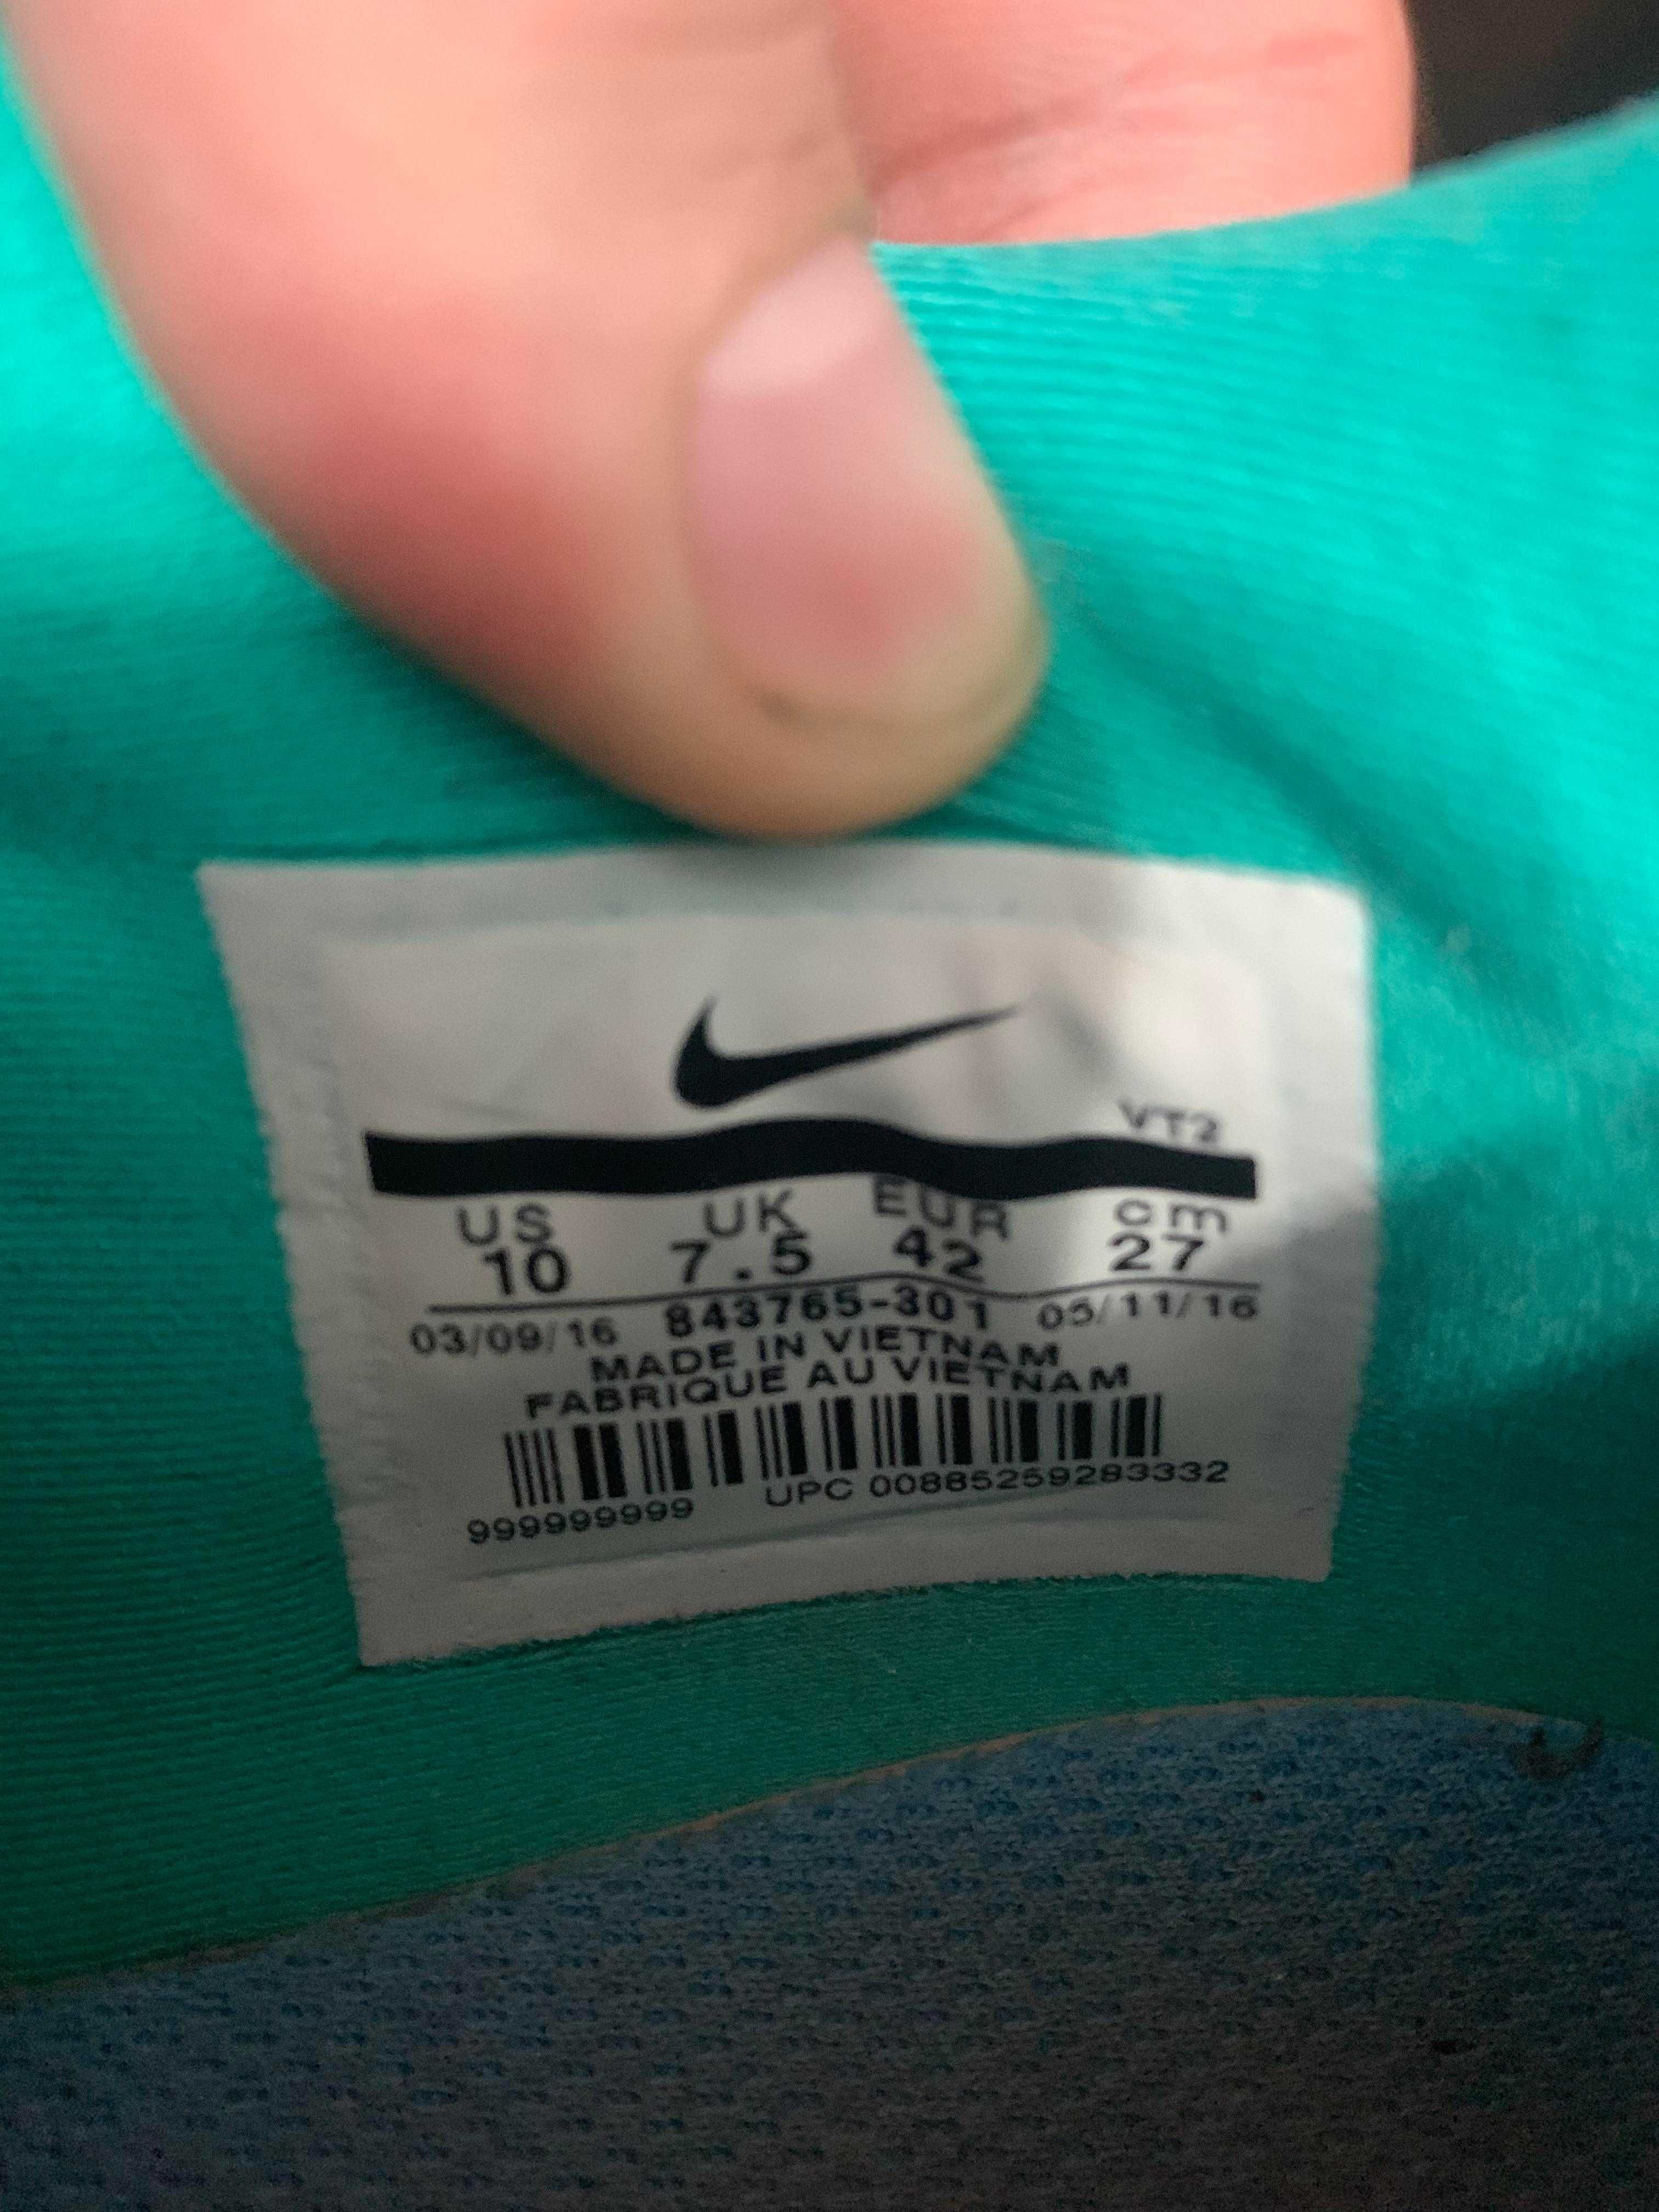 VT2
US UK EUR cm
10 7.5 42 27
03/09/16 843765-301 05/11/16
MADE IN VIETNAM
FABRIQUE AU VIETNAM
999999999 UPC 00885259283332